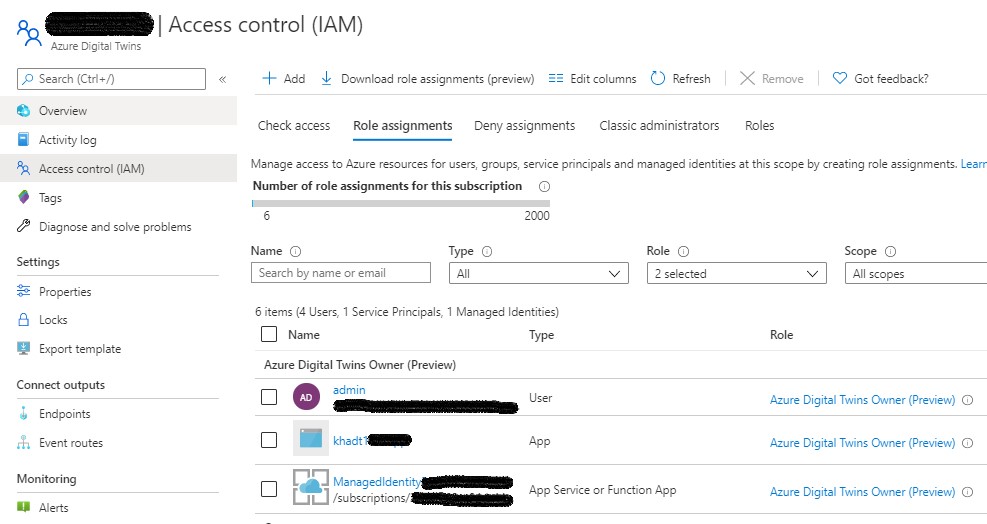 | Access control (IAM)
Azure Digital Twins
Search (Ctrl+/)
«
Add
Download role assignments (preview)
Edit columns
Refresh
Remove
Got feedback?
Overview
Activity log
Access control (IAM)
Tags
Diagnose and solve problems
Settings
Properties
Locks
Export template
Connect outputs
Endpoints
Event routes
Monitoring
Alerts
Check access
Role assignments
Deny assignments
Classic administrators
Roles
Manage access to Azure resources for users, groups, service principals and managed identities at this scope by creating role assignments. Lear
Number of role assignments for this subscription
6
2000
Name
Type
Role
Scope
Search by name or email
All
2 selected
All scopes
6 items (4 Users, 1 Service Principals, 1 Managed Identities)
Name
Type
Role
Azure Digital Twins Owner (Preview)
AD
admin
User
Azure Digital Twins Owner (Preview)
khadt1
App
Azure Digital Twins Owner (Preview)
ManagedIdentity
/subscriptions/
App Service or Function App
Azure Digital Twins Owner (Preview)